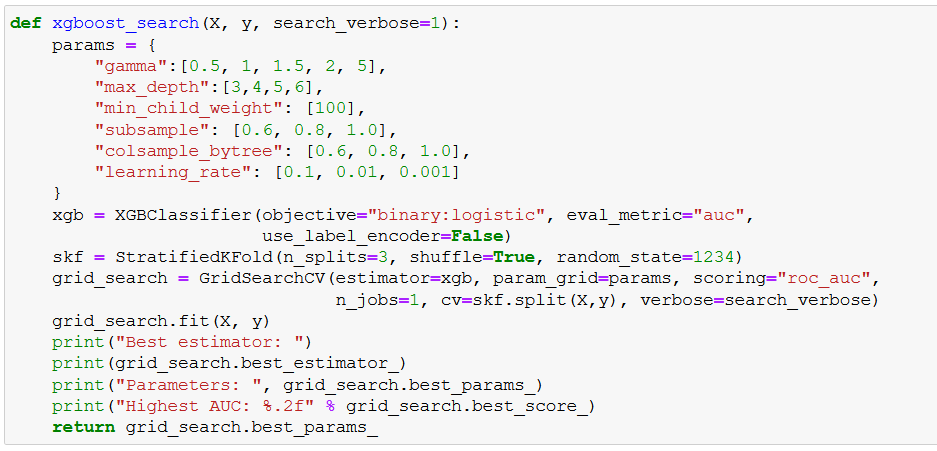 def xgboost_search(X, y, search_verbose=1):
    params = {
        "gamma":[0.5, 1, 1.5, 2, 5],
        "max_depth":[3,4,5,6],
        "min_child_weight": [100],
        "subsample": [0.6, 0.8, 1.0],
        "colsample_bytree": [0.6, 0.8, 1.0],
        "learning_rate": [0.1, 0.01, 0.001]
    }
    xgb = XGBClassifier(objective="binary:logistic", eval_metric="auc",
                        use_label_encoder=False)
    skf = StratifiedKFold(n_splits=3, shuffle=True, random_state=1234)
    grid_search = GridSearchCV(estimator=xgb, param_grid=params, scoring="roc_auc",
                               n_jobs=1, cv=skf.split(X,y), verbose=search_verbose)
    grid_search.fit(X, y)
    print("Best estimator: ")
    print(grid_search.best_estimator_)
    print("Parameters: ", grid_search.best_params_)
    print("Highest AUC: %.2f" % grid_search.best_score_)
    return grid_search.best_params_